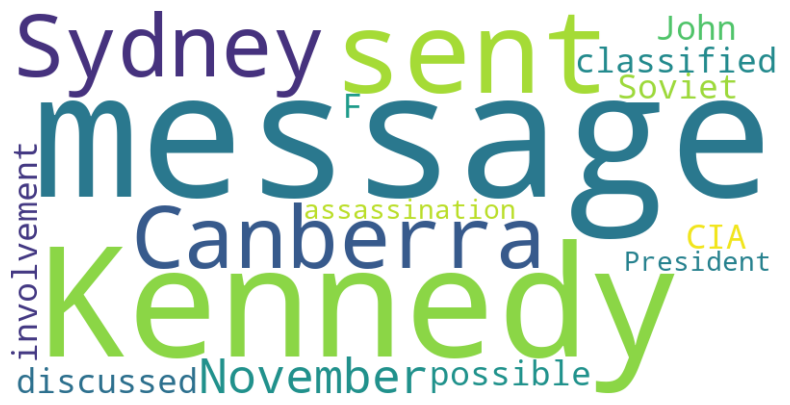 Sydney sent John
classified
Soviet
F
message
involvement
assassination
Canberra
CIA
President
Kennedy
discussed November possible